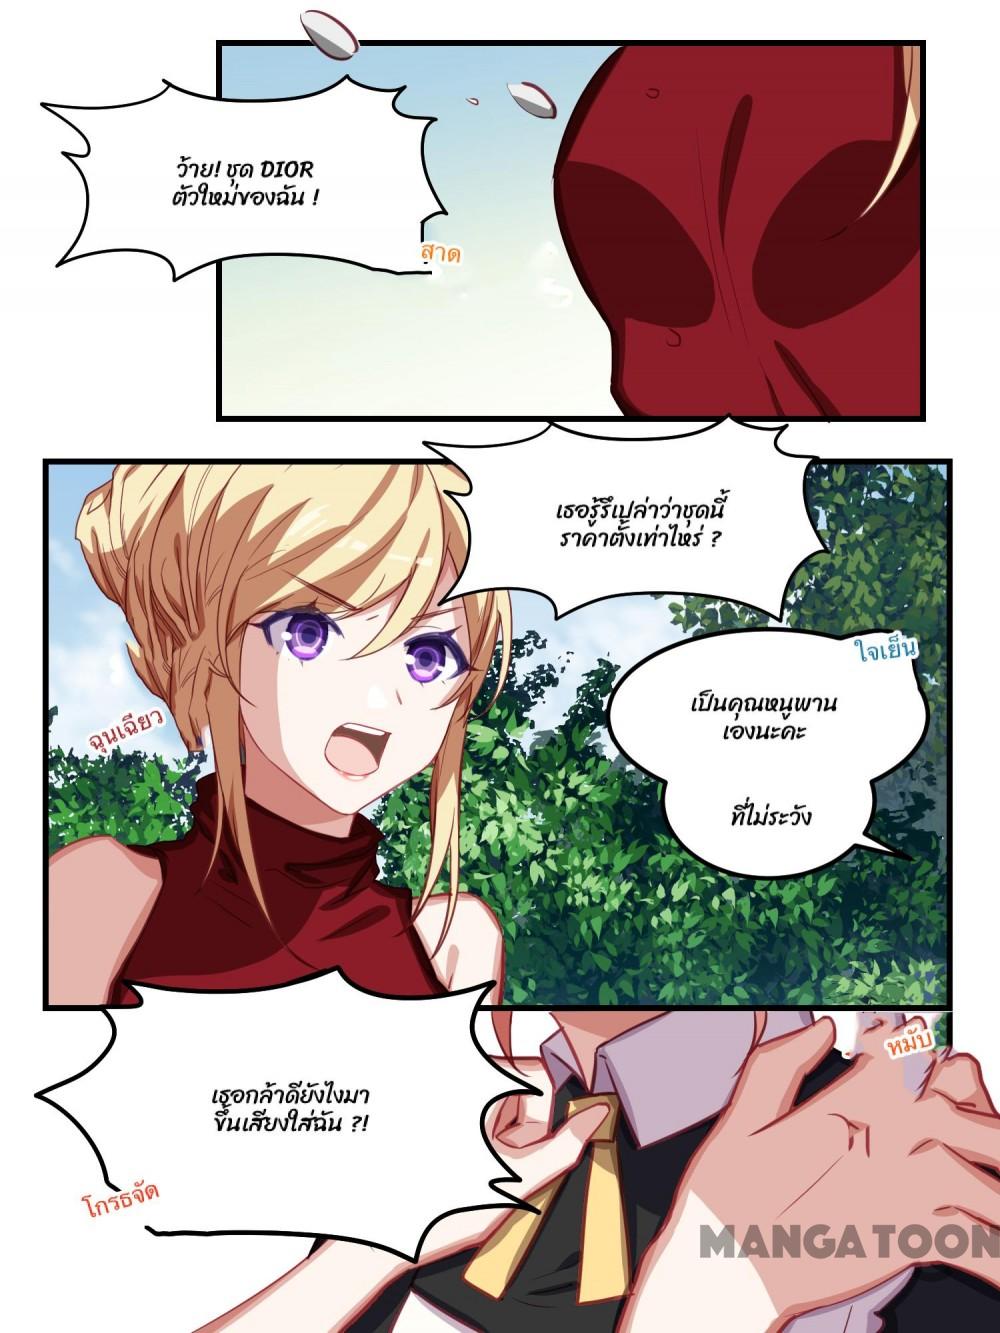 ว้าย! ชุด DIOR
ตัวใหม่ของฉัน !
สาด
เธอรู้รึเปล่าว่าชุดนี้
ราคาตั้งเท่าไหร่ ?
ใจเย็น
เป็นคุณหนูพาน
เองนะคะ
ที่ไม่ระวัง
ฉุนเฉียว
หมับ
เธอกล้าดียังไงมา
ขึ้นเสียงใส่ฉัน ?!
โกรธจัด
MANGATOON